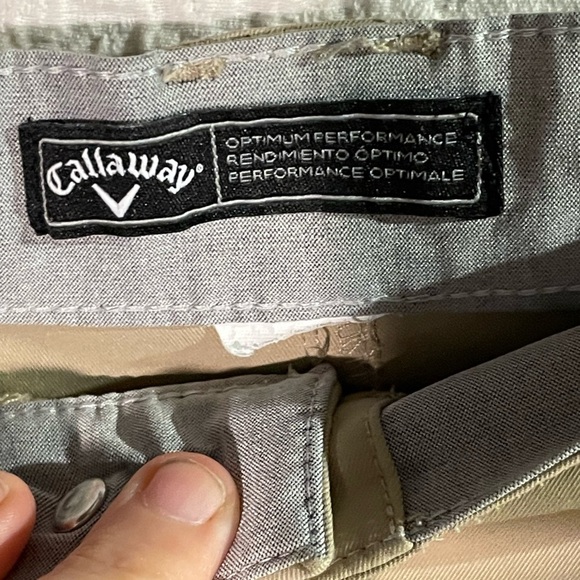 Callaway®
OPTIMUM PERFORMANCE
RENDIMIENTO ÓPTIMO
PERFORMANCE OPTIMALE